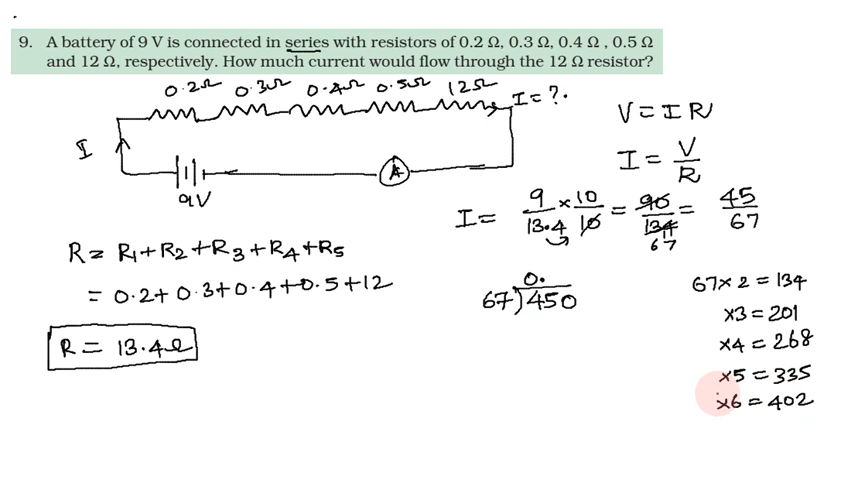 9. A battery of 9 V is connected in series with resistors of 0.2 Ω, 0.3 Ω, 0.4 Ω , 0.5 Ω
and 12 Ω, respectively. How much current would flow through the 12 Ω resistor?
0.2Ω 0.3Ω 0.4Ω 0.5Ω 12Ω I = ?.
I
9V
A
V = I R
I = V/R
I = 9/13.4 × 10/10 = 90/134 = 45/67
67
R = R1 + R2 + R3 + R4 + R5
= 0.2 + 0.3 + 0.4 + 0.5 + 12
R = 13.4Ω
0.
67)450
67 × 2 = 134
×3 = 201
×4 = 268
×5 = 335
×6 = 402